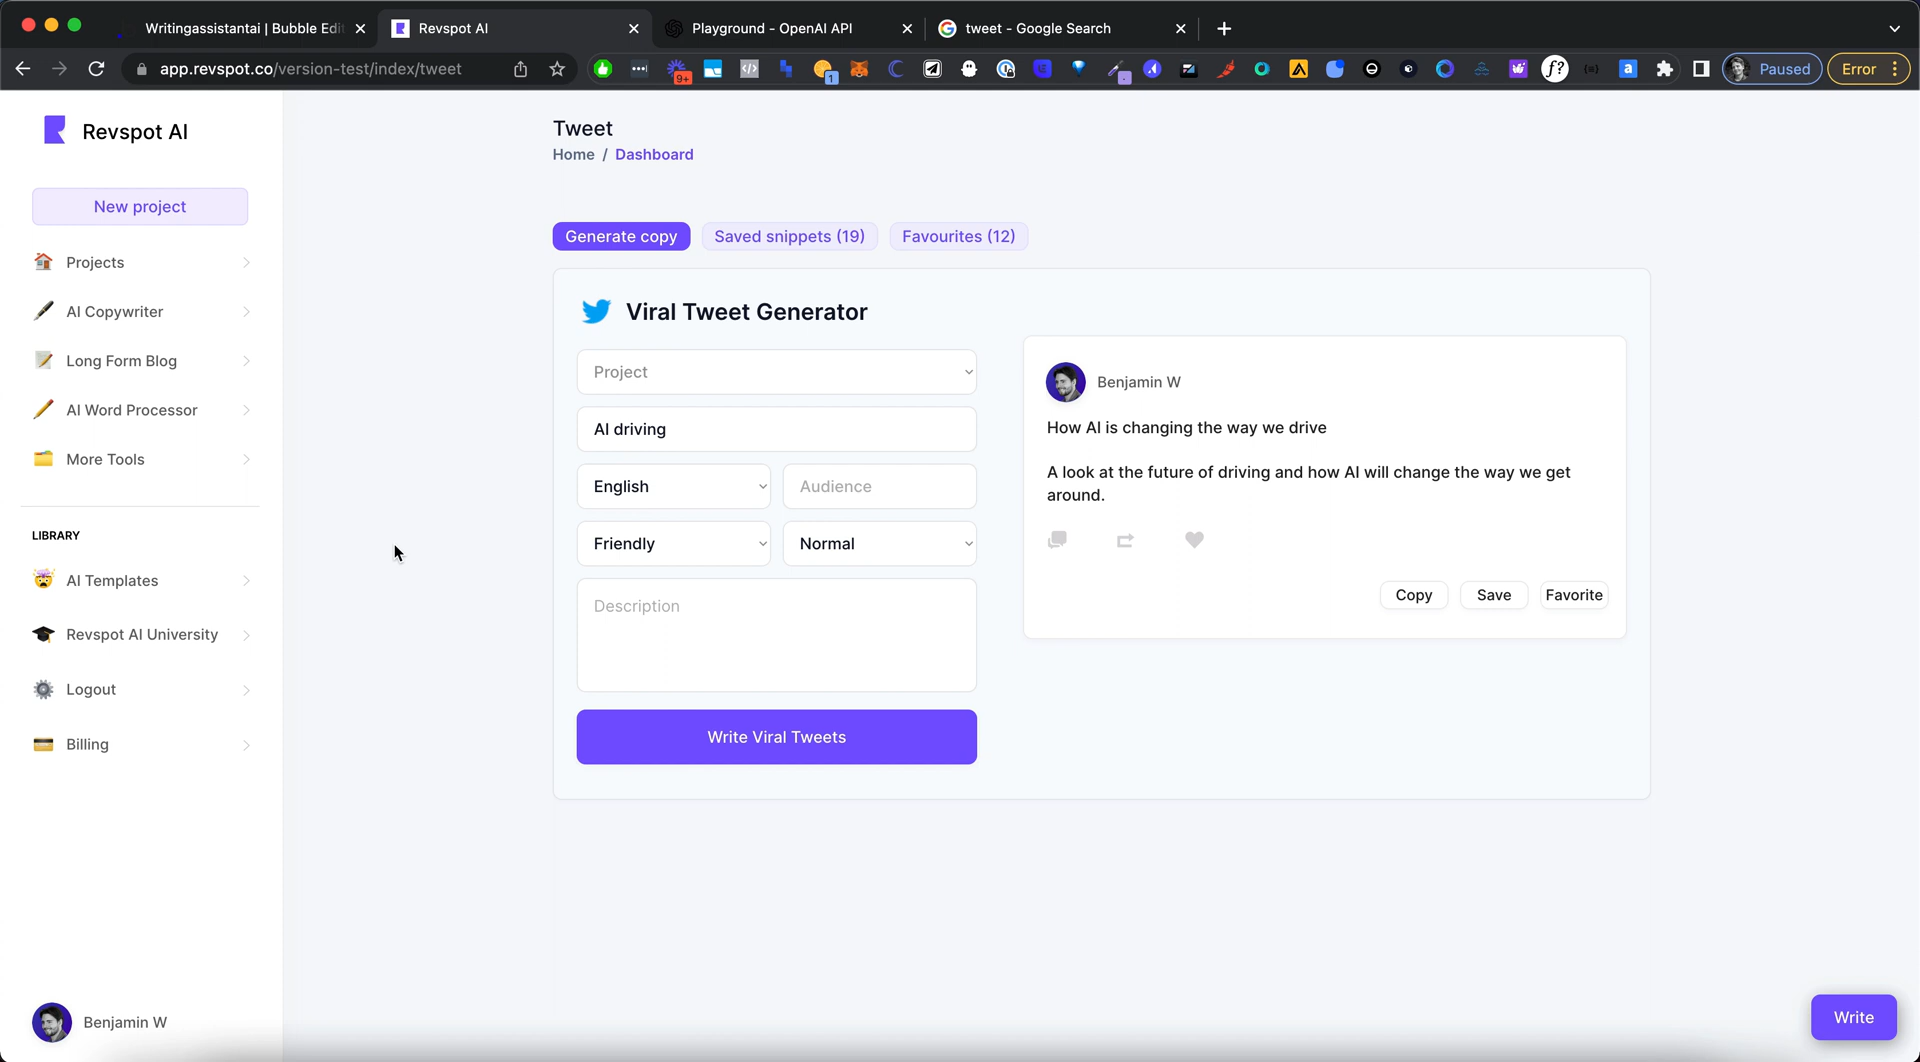 Writingassistantai | Bubble Edi
Revspot AI
Playground - OpenAI API
tweet - Google Search
app.revspot.co/version-test/index/tweet
9+
1
Paused
Error
Revspot AI
New project
Projects
AI Copywriter
Long Form Blog
AI Word Processor
More Tools
LIBRARY
AI Templates
Revspot AI University
Logout
Billing
Benjamin W
Tweet
Home / Dashboard
Generate copy
Saved snippets (19)
Favourites (12)
Viral Tweet Generator
Project
AI driving
English
Audience
Friendly
Normal
Description
Write Viral Tweets
Benjamin W
How AI is changing the way we drive
A look at the future of driving and how AI will change the way we get
around.
Copy
Save
Favorite
Write